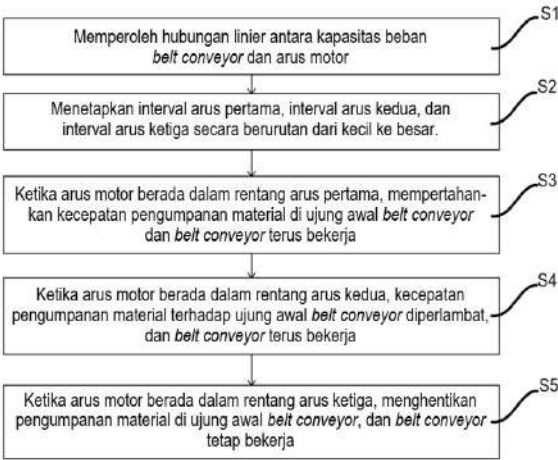 S1
Memperoleh hubungan linier antara kapasitas beban
belt conveyor dan arus motor
S2
Menetapkan interval arus pertama, interval arus kedua, dan
interval arus ketiga secara berurutan dari kecil ke besar.
S3
Ketika arus motor berada dalam rentang arus pertama, mempertahan-
kan kecepatan pengumpanan material di ujung awal belt conveyor
dan belt conveyor terus bekerja
S4
Ketika arus motor berada dalam rentang arus kedua, kecepatan
pengumpanan material terhadap ujung awal belt conveyor diperlambat,
dan belt conveyor terus bekerja
S5
Ketika arus motor berada dalam rentang arus ketiga, menghentikan
pengumpanan material di ujung awal belt conveyor, dan belt conveyor
tetap bekerja